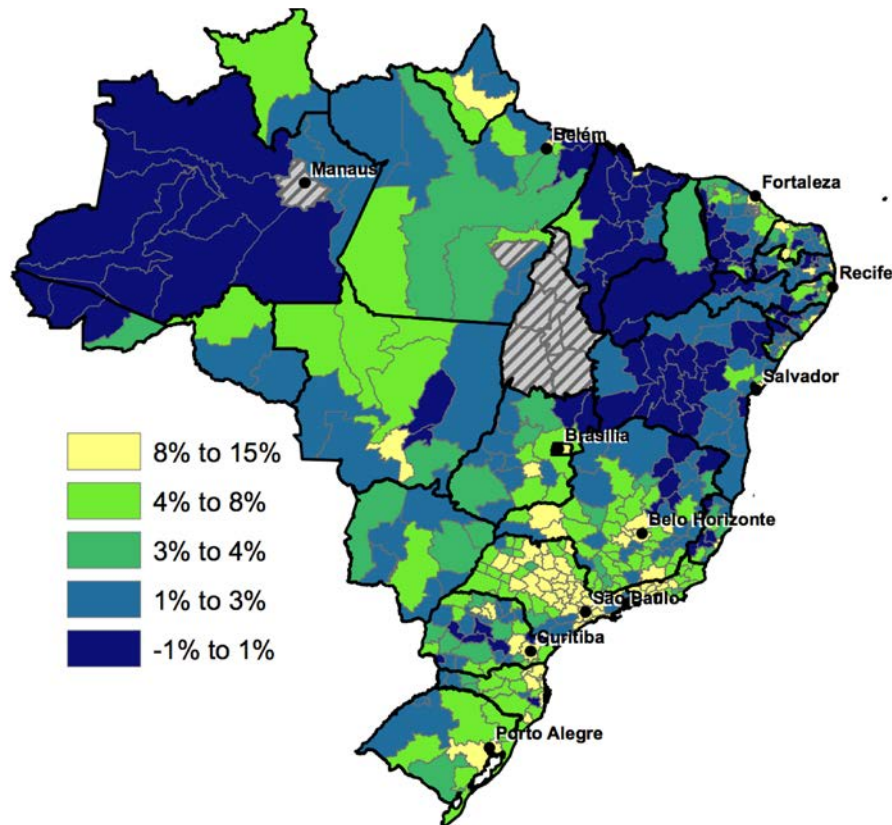 Belém
Manaus
Fortaleza
Recife
Salvador
Brasília
8% to 15%
4% to 8%
3% to 4%
1% to 3%
-1% to 1%
Belo Horizonte
São Paulo
Curitiba
Porto Alegre